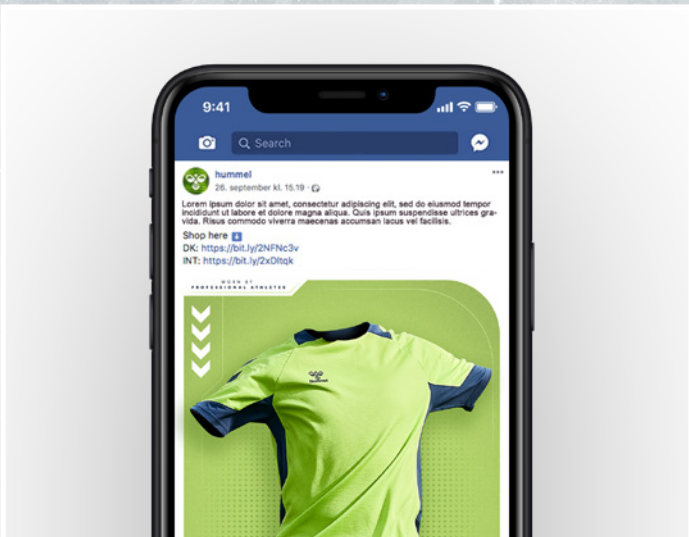 9:41
Search
hummel
26. september kl. 15.19 ·
Lorem ipsum dolor sit amet, consectetur adipiscing elit, sed do eiusmod tempor
incididunt ut labore et dolore magna aliqua. Quis ipsum suspendisse ultrices gra-
vida. Risus commodo viverra maecenas accumsan lacus vel facilisis.
Shop here
DK: https://bit.ly/2NFNc3v
INT: https://bit.ly/2xDltqk
WORN BY
PROFESSIONAL ATHLETES
hummel